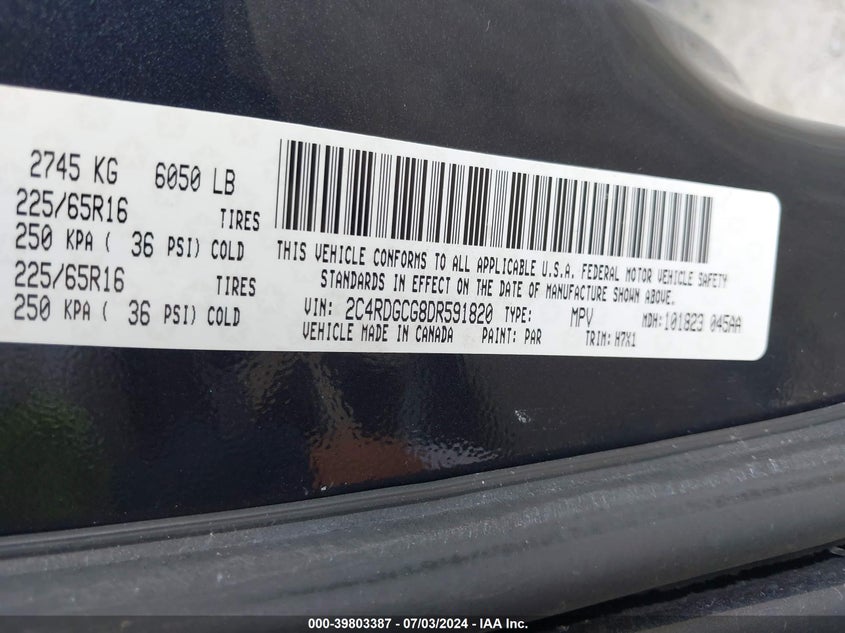 2745 KG 6050 LB
225/65R16 TIRES
250 KPA ( 36 PSI) COLD
225/65R16 TIRES
250 KPA ( 36 PSI) COLD
THIS VEHICLE CONFORMS TO ALL APPLICABLE U.S.A. FEDERAL MOTOR VEHICLE SAFETY
STANDARDS IN EFFECT ON THE DATE OF MANUFACTURE SHOWN ABOVE.
VIN: 2C4RDGCG8DR591820 TYPE: MPV MDH:101823 045AA
VEHICLE MADE IN CANADA PAINT: PAR TRIM: H7X1
000-39803387 - 07/03/2024 - IAA Inc.